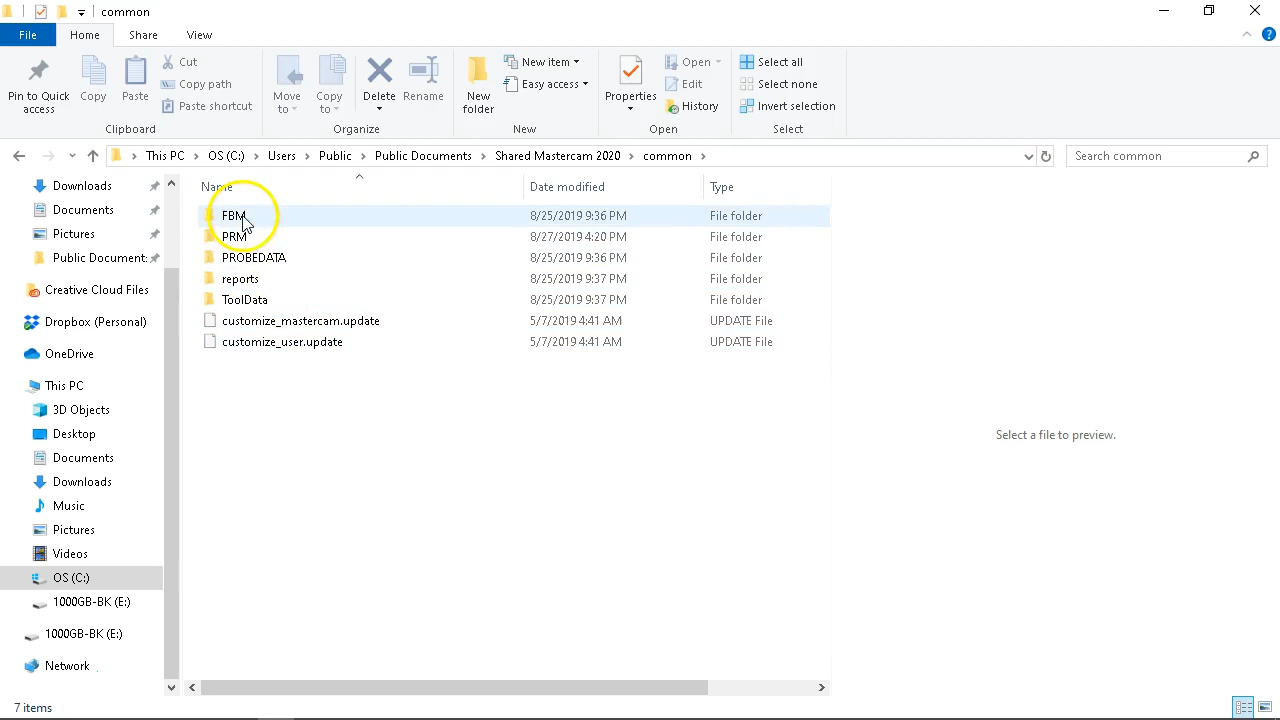 common
File Home Share View
Pin to Quick access
Copy
Paste
Cut
Copy path
Paste shortcut
Clipboard
Move to
Copy to
Delete
Rename
Organize
New folder
New item
Easy access
New
Properties
Open
Edit
History
Open
Select all
Select none
Invert selection
Select
This PC > OS (C:) > Users > Public > Public Documents > Shared Mastercam 2020 > common >
Search common
Downloads
Documents
Pictures
Public Document:
Creative Cloud Files
Dropbox (Personal)
OneDrive
This PC
3D Objects
Desktop
Documents
Downloads
Music
Pictures
Videos
OS (C:)
1000GB-BK (E:)
1000GB-BK (E:)
Network
Name Date modified Type
FBM 8/25/2019 9:36 PM File folder
PRM 8/27/2019 4:20 PM File folder
PROBEDATA 8/25/2019 9:36 PM File folder
reports 8/25/2019 9:37 PM File folder
ToolData 8/25/2019 9:37 PM File folder
customize_mastercam.update 5/7/2019 4:41 AM UPDATE File
customize_user.update 5/7/2019 4:41 AM UPDATE File
Select a file to preview.
7 items